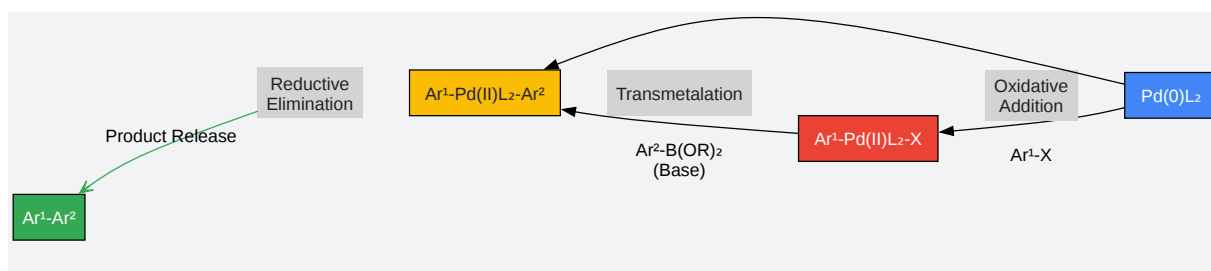 Reductive
Elimination
Product Release
Ar¹-Ar²
Ar¹-Pd(II)L₂-Ar²
Transmetalation
Ar²-B(OR)₂
(Base)
Ar¹-Pd(II)L₂-X
Oxidative
Addition
Ar¹-X
Pd(0)L₂